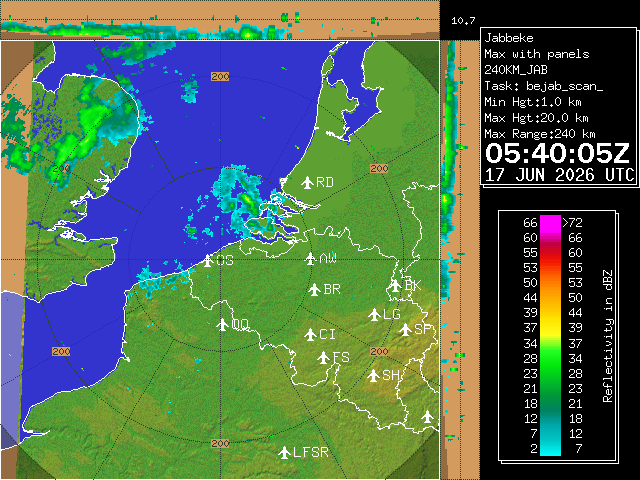 10.7
Jabbeke
Max with panels
240KM_JAB
Task: bejab_scan_
Min Hgt:1.0 km
Max Hgt:20.0 km
Max Range:240 km
05:40:05Z
17 JUN 2026 UTC
200
200
RD
OS
AW
BR
BK
LG
QQ
CI
SP
200
FS
200
SH
200
LFSR
66 >72
60 66
55 60
53 55
50 53
44 50
39 44
37 39
34 37
28 34
23 28
21 23
18 21
12 18
7 12
2 7
Reflectivity in dBZ